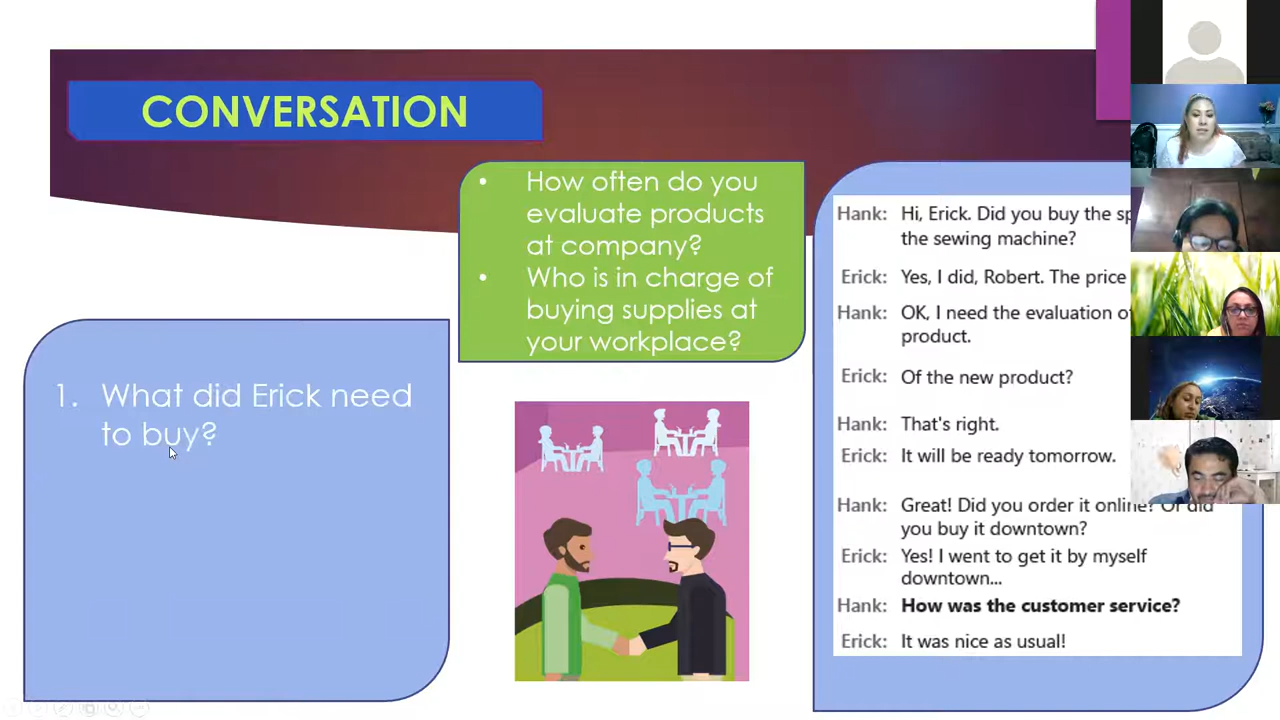 CONVERSATION
• How often do you
evaluate products
at company?
• Who is in charge of
buying supplies at
your workplace?
1. What did Erick need
to buy?
Hank: Hi, Erick. Did you buy the
the sewing machine?
Erick: Yes, I did, Robert. The price
Hank: OK, I need the evaluation
product.
Erick: Of the new product?
Hank: That's right.
Erick: It will be ready tomorrow.
Hank: Great! Did you order it online? Or did
you buy it downtown?
Erick: Yes! I went to get it by myself
downtown...
Hank: How was the customer service?
Erick: It was nice as usual!